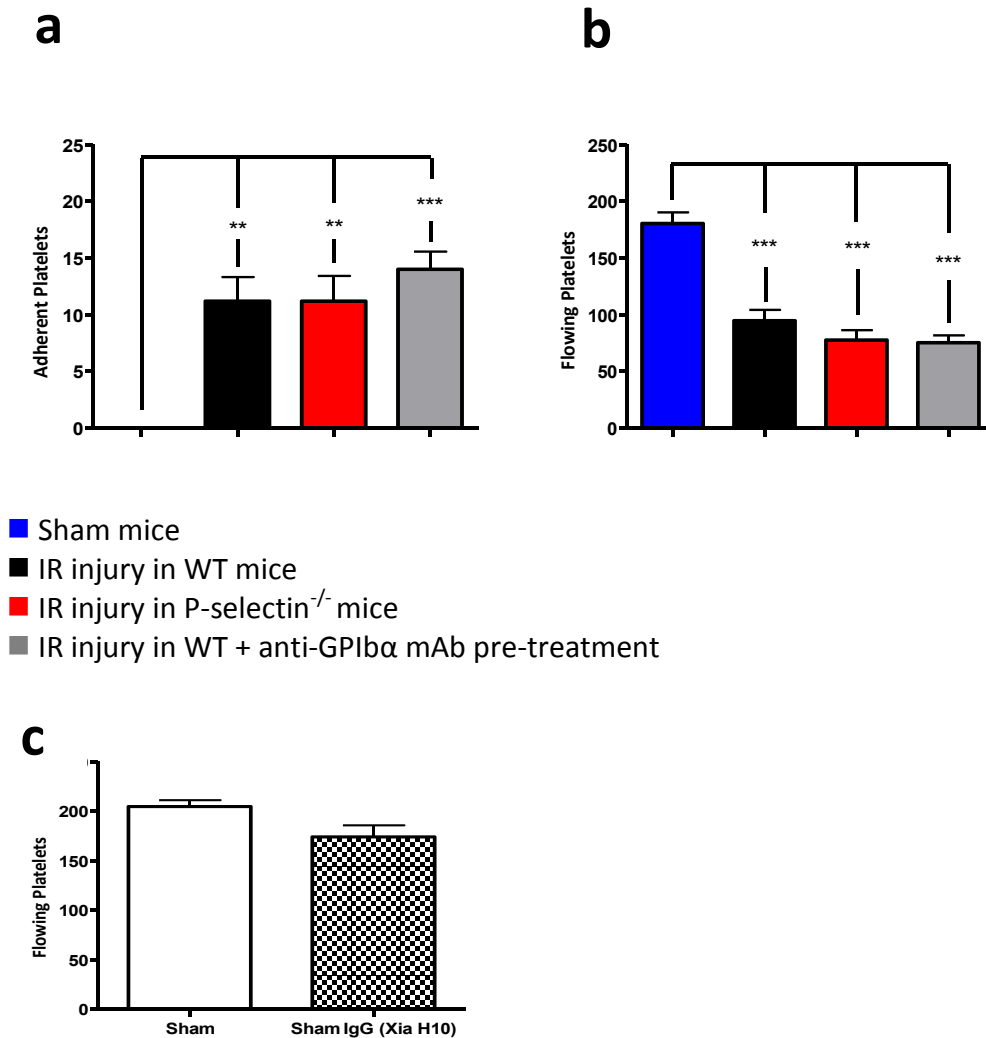 a
b
25
20
15
10
5
0
Adherent Platelets
**
**
***
250
200
150
100
50
0
Flowing Platelets
***
***
***
Sham mice
IR injury in WT mice
IR injury in P-selectin-/- mice
IR injury in WT + anti-GPIbα mAb pre-treatment
c
200
150
100
50
0
Flowing Platelets
Sham
Sham IgG (Xia H10)